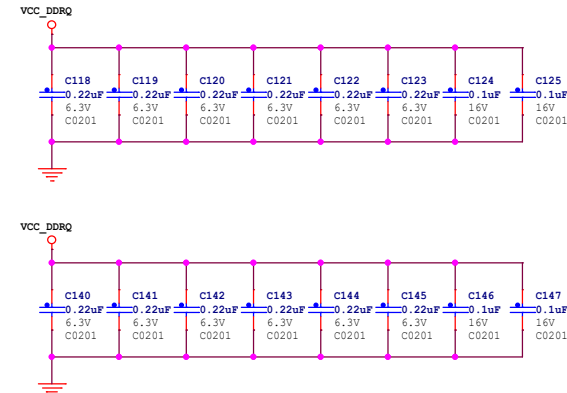 VCC_DDRQ
C118 C119 C120 C121 C122 C123 C124 C125
0.22uF 0.22uF 0.22uF 0.22uF 0.22uF 0.22uF 0.1uF 0.1uF
6.3V 6.3V 6.3V 6.3V 6.3V 6.3V 16V 16V
C0201 C0201 C0201 C0201 C0201 C0201 C0201 C0201
VCC_DDRQ
C140 C141 C142 C143 C144 C145 C146 C147
0.22uF 0.22uF 0.22uF 0.22uF 0.22uF 0.22uF 0.1uF 0.1uF
6.3V 6.3V 6.3V 6.3V 6.3V 6.3V 16V 16V
C0201 C0201 C0201 C0201 C0201 C0201 C0201 C0201